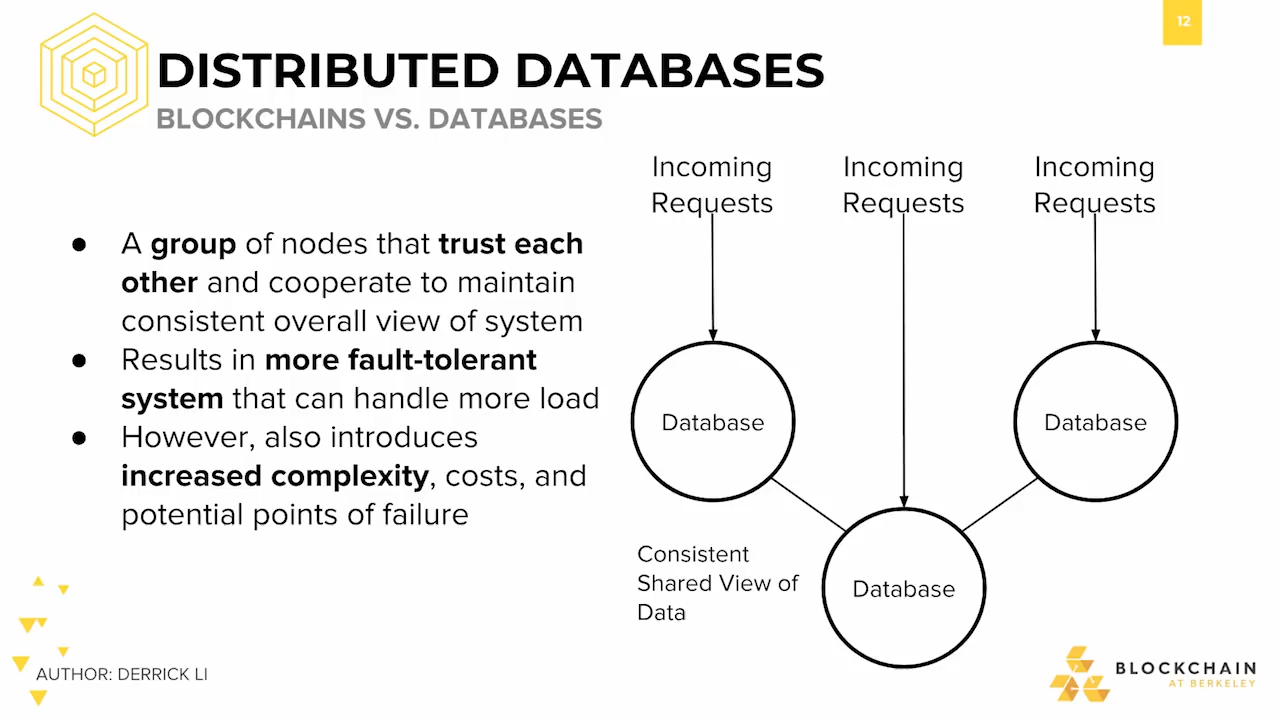 12
DISTRIBUTED DATABASES
BLOCKCHAINS VS. DATABASES
● A group of nodes that trust each
other and cooperate to maintain
consistent overall view of system
● Results in more fault-tolerant
system that can handle more load
● However, also introduces
increased complexity, costs, and
potential points of failure
Incoming
Requests
Incoming
Requests
Incoming
Requests
Database
Database
Database
Consistent
Shared View of
Data
AUTHOR: DERRICK LI
BLOCKCHAIN
AT BERKELEY